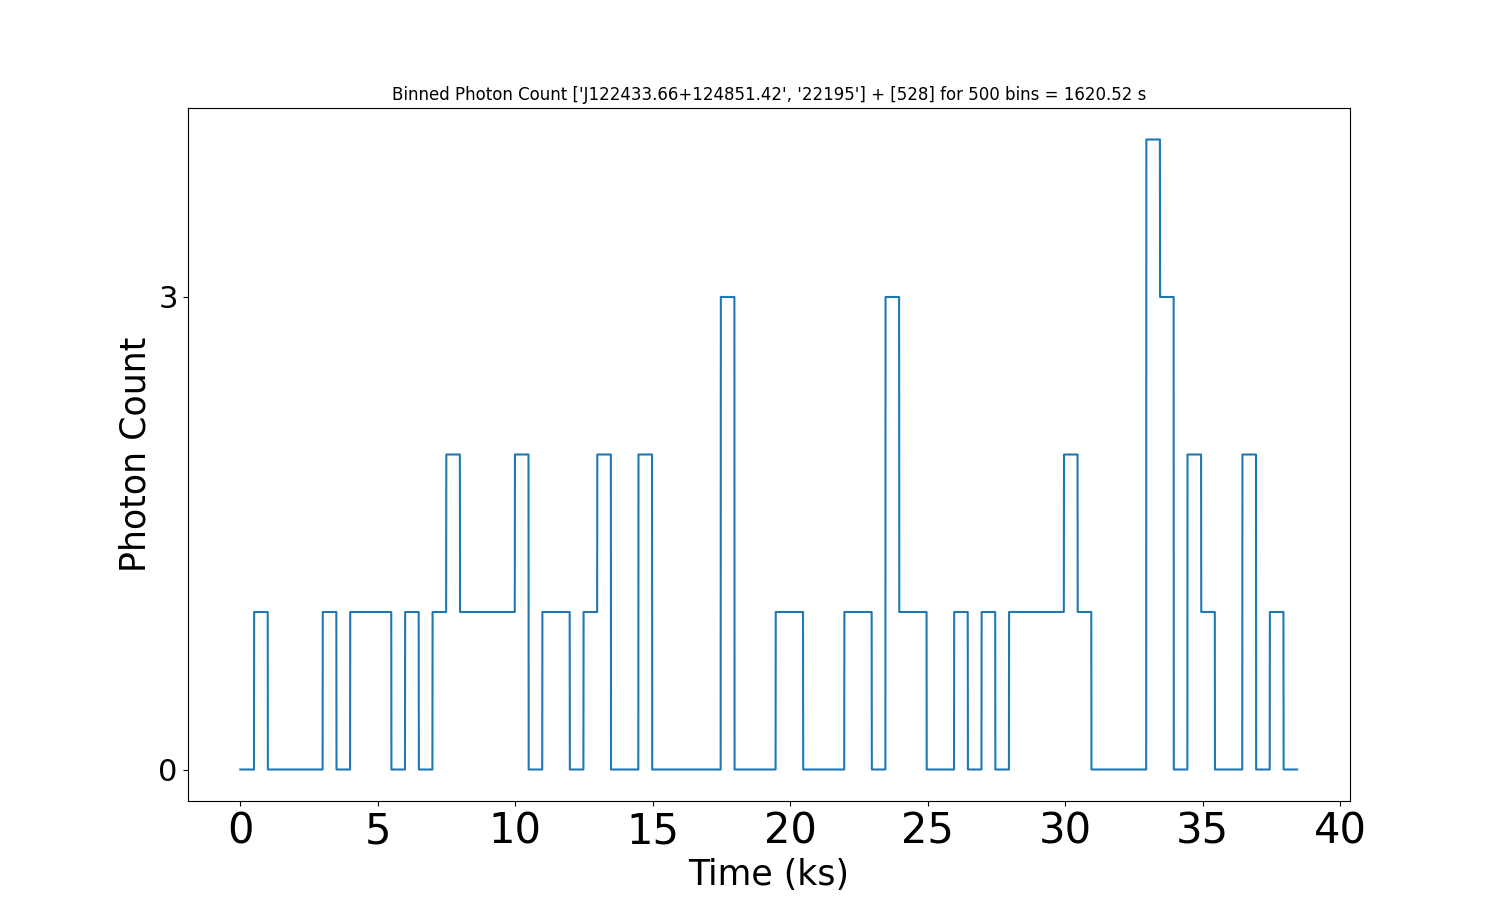 Binned Photon Count ['J122433.66+124851.42', '22195'] + [528] for 500 bins = 1620.52 s
Photon Count
3
0
0 5 10 15 20 25 30 35 40
Time (ks)